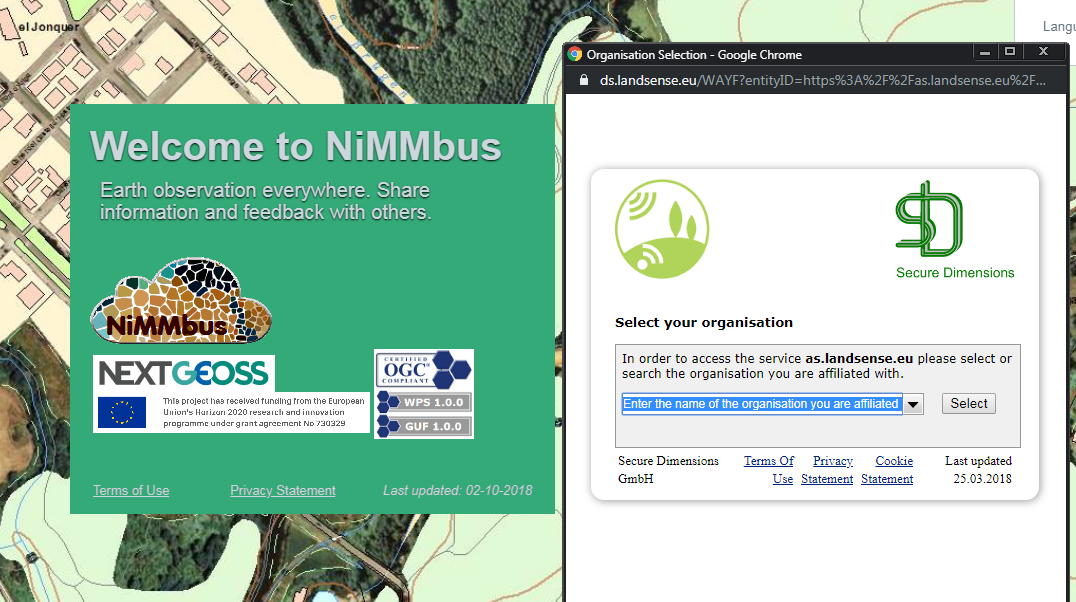 el Jonquer
Welcome to NiMMbus
Earth observation everywhere. Share
information and feedback with others.
NiMMbus
NEXTGEOSS
This project has received funding from the European
Union's Horizon 2020 research and innovation
programme under grant agreement No 730329
CERTIFIED
OGC®
COMPLIANT
WPS 1.0.0
GUF 1.0.0
Terms of Use Privacy Statement Last updated: 02-10-2018
Langu
Organisation Selection - Google Chrome
ds.landsense.eu/WAYF?entityID=https%3A%2F%2Fas.landsense.eu%2F...
SD
Secure Dimensions
Select your organisation
In order to access the service as.landsense.eu please select or
search the organisation you are affiliated with.
Enter the name of the organisation you are affiliated Select
Secure Dimensions Terms Of Privacy Cookie Last updated
GmbH Use Statement Statement 25.03.2018